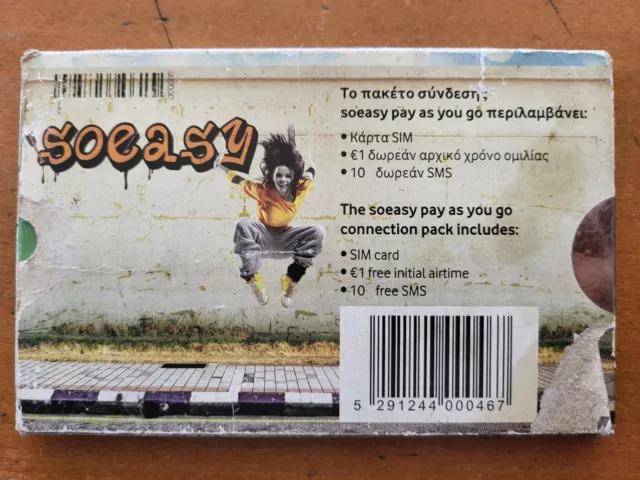 soeasy
Το πακέτο σύνδεσης
soeasy pay as you go περιλαμβάνει:
• Κάρτα SIM
• €1 δωρεάν αρχικό χρόνο ομιλίας
• 10 δωρεάν SMS
The soeasy pay as you go
connection pack includes:
• SIM card
• €1 free initial airtime
• 10 free SMS
5 291244 000467